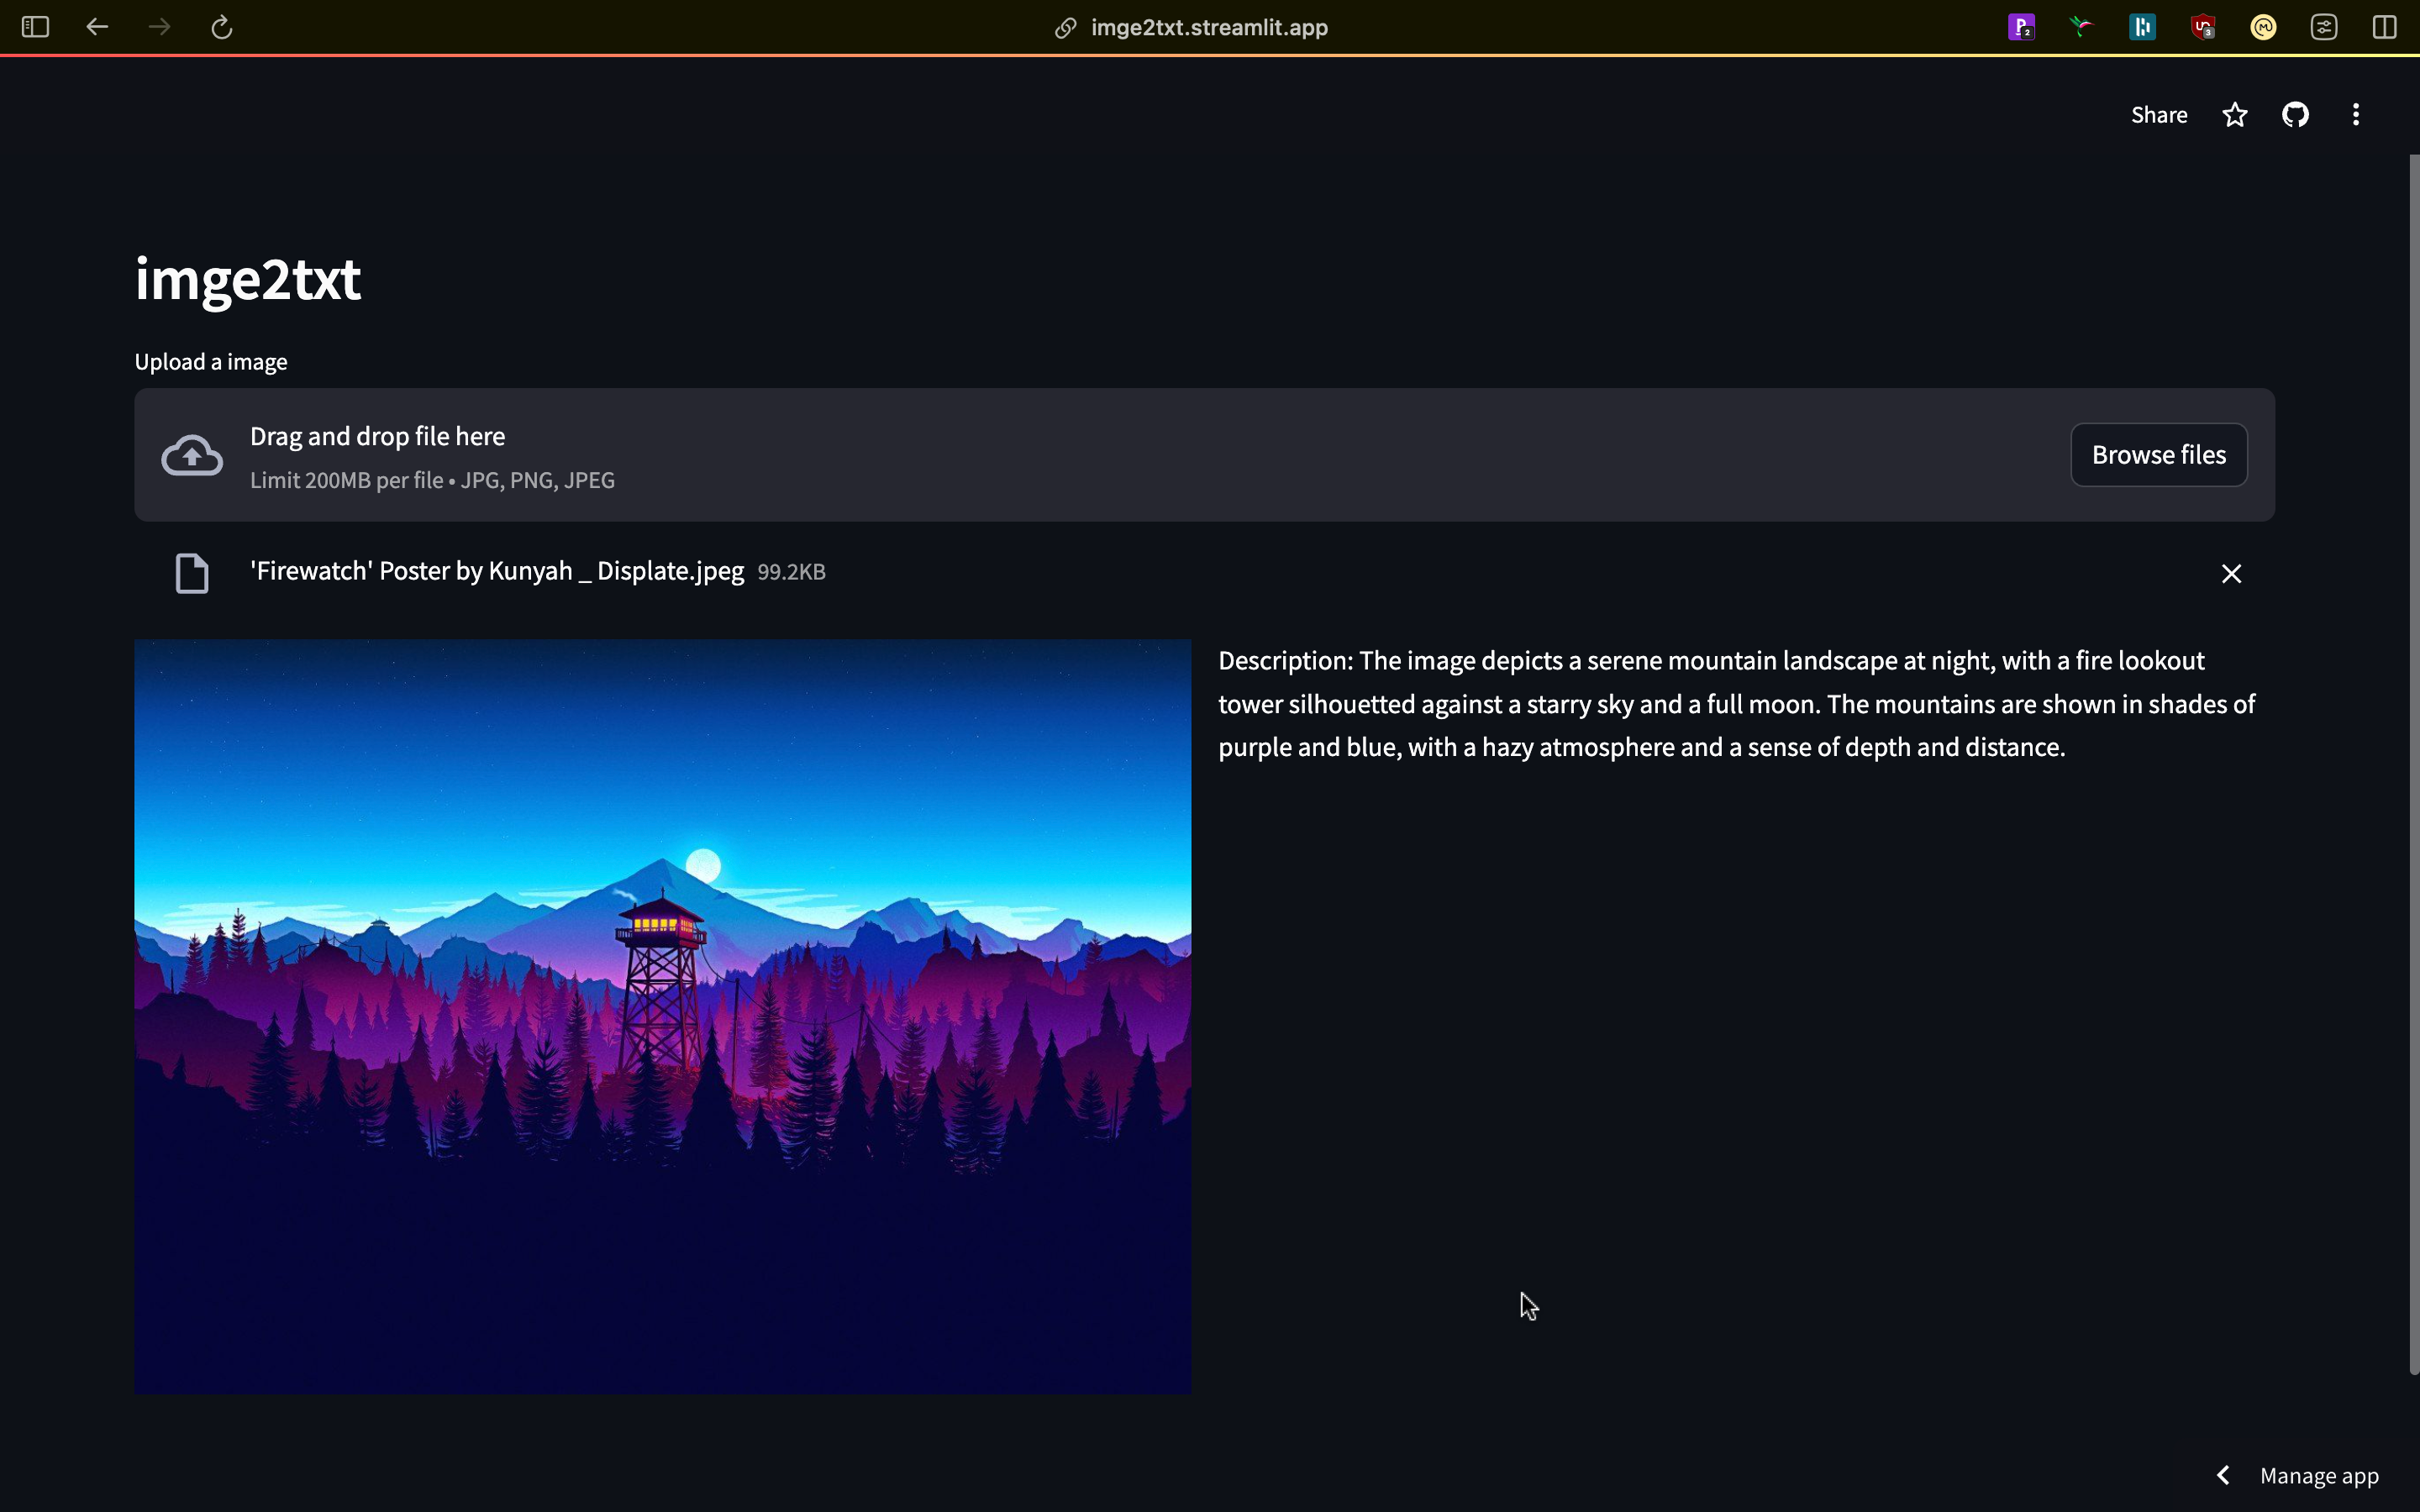 imge2txt.streamlit.app
2
3
Share
imge2txt
Upload a image
Drag and drop file here
Limit 200MB per file • JPG, PNG, JPEG
Browse files
'Firewatch' Poster by Kunyah _ Displate.jpeg 99.2KB
Description: The image depicts a serene mountain landscape at night, with a fire lookout
tower silhouetted against a starry sky and a full moon. The mountains are shown in shades of
purple and blue, with a hazy atmosphere and a sense of depth and distance.
Manage app